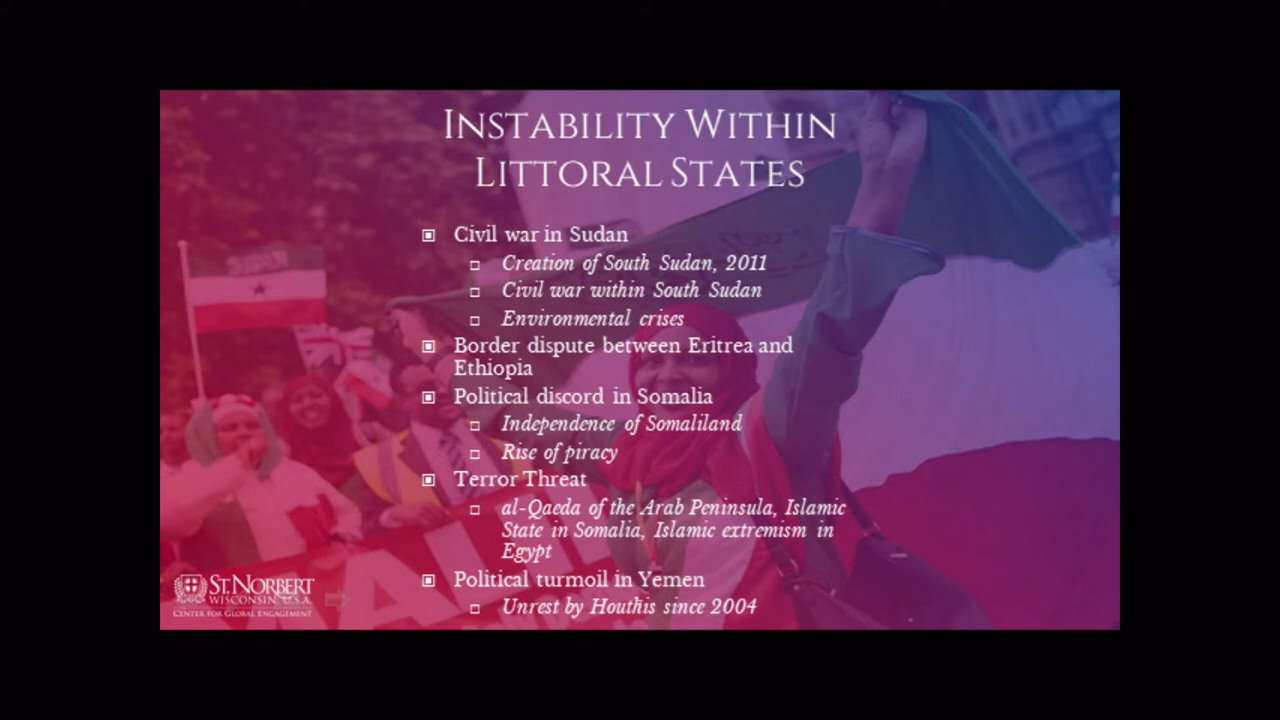 INSTABILITY WITHIN
LITTORAL STATES
Civil war in Sudan
Creation of South Sudan, 2011
Civil war within South Sudan
Environmental crises
Border dispute between Eritrea and
Ethiopia
Political discord in Somalia
Independence of Somaliland
Rise of piracy
Terror Threat
al-Qaeda of the Arab Peninsula, Islamic
State in Somalia, Islamic extremism in
Egypt
Political turmoil in Yemen
Unrest by Houthis since 2004
ST. NORBERT
WISCONSIN, U.S.A.
CENTER FOR GLOBAL ENGAGEMENT